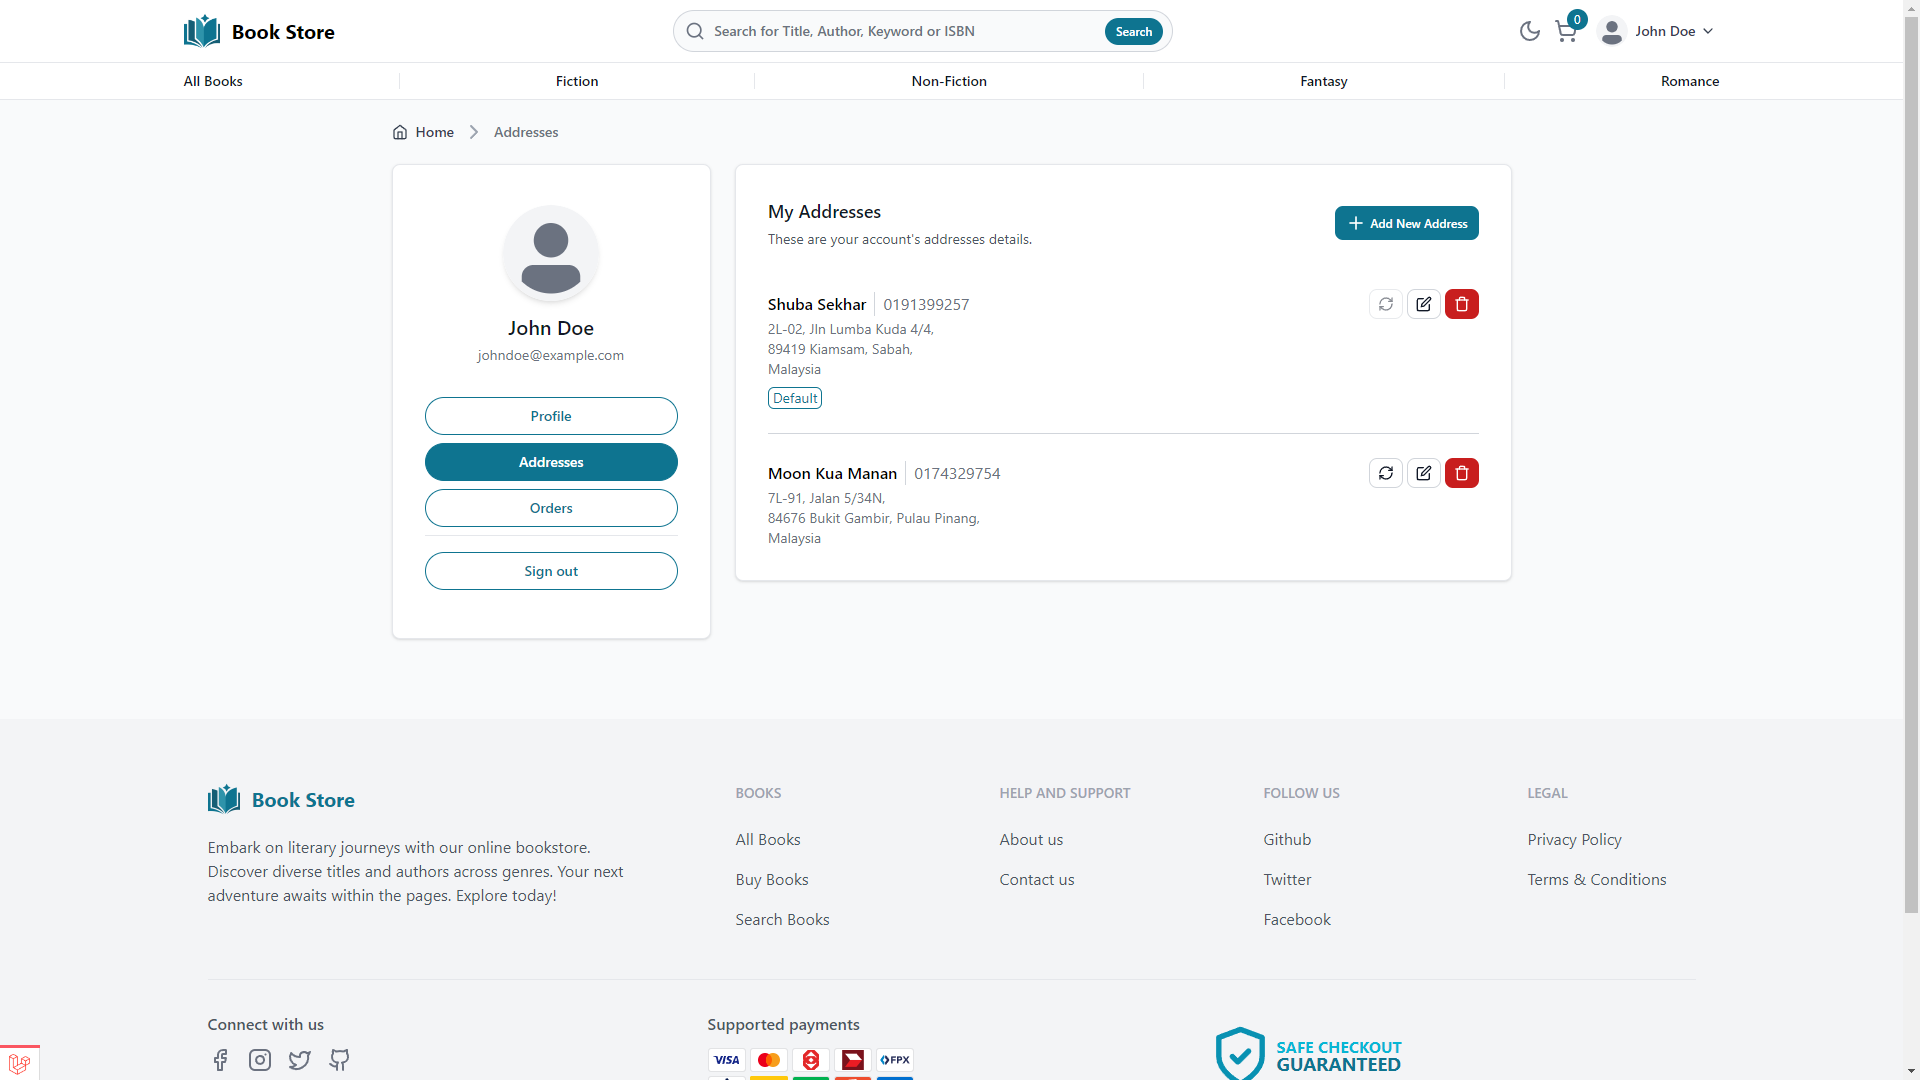 Book Store
Search for Title, Author, Keyword or ISBN
Search
0
John Doe
All Books
Fiction
Non-Fiction
Fantasy
Romance
Home
Addresses
John Doe
johndoe@example.com
Profile
Addresses
Orders
Sign out
My Addresses
These are your account's addresses details.
Add New Address
Shuba Sekhar
0191399257
2L-02, Jln Lumba Kuda 4/4,
89419 Kiamsam, Sabah,
Malaysia
Default
Moon Kua Manan
0174329754
7L-91, Jalan 5/34N,
84676 Bukit Gambir, Pulau Pinang,
Malaysia
Book Store
Embark on literary journeys with our online bookstore.
Discover diverse titles and authors across genres. Your next
adventure awaits within the pages. Explore today!
BOOKS
All Books
Buy Books
Search Books
HELP AND SUPPORT
About us
Contact us
FOLLOW US
Github
Twitter
Facebook
LEGAL
Privacy Policy
Terms & Conditions
Connect with us
Supported payments
VISA
FPX
SAFE CHECKOUT
GUARANTEED